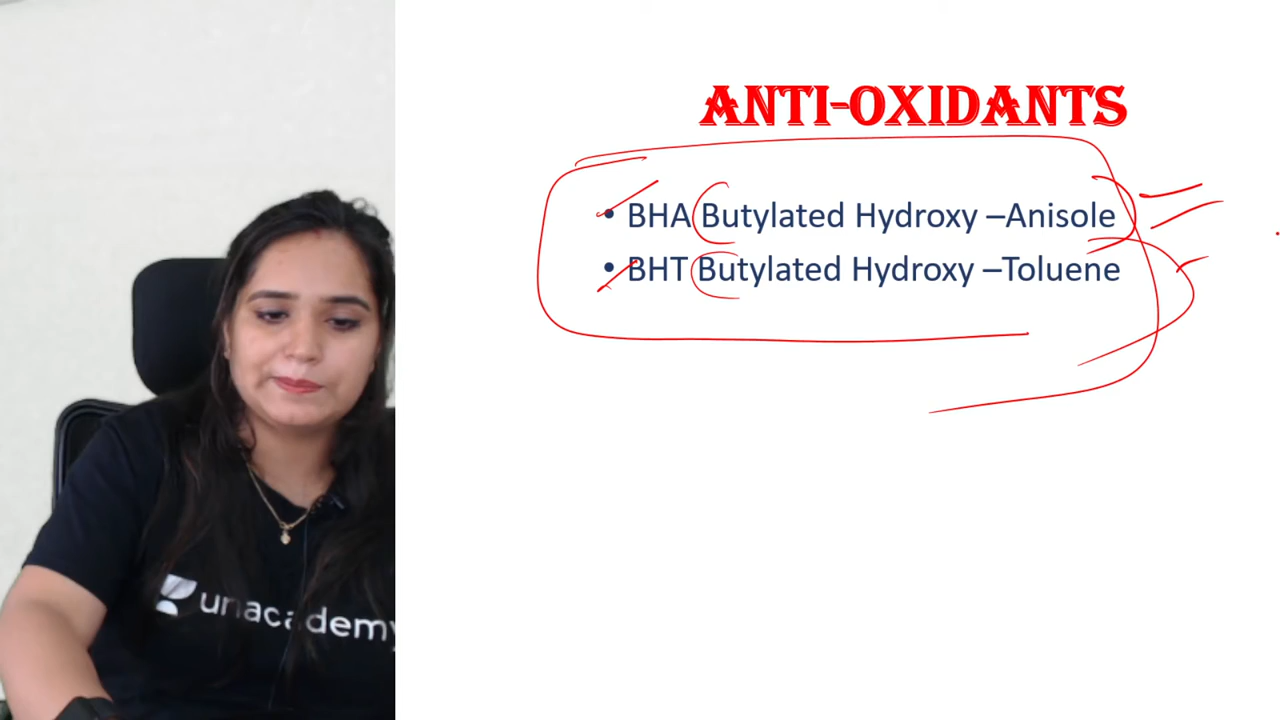 ANTI-OXIDANTS
• BHA Butylated Hydroxy –Anisole
• BHT Butylated Hydroxy –Toluene
unacademy